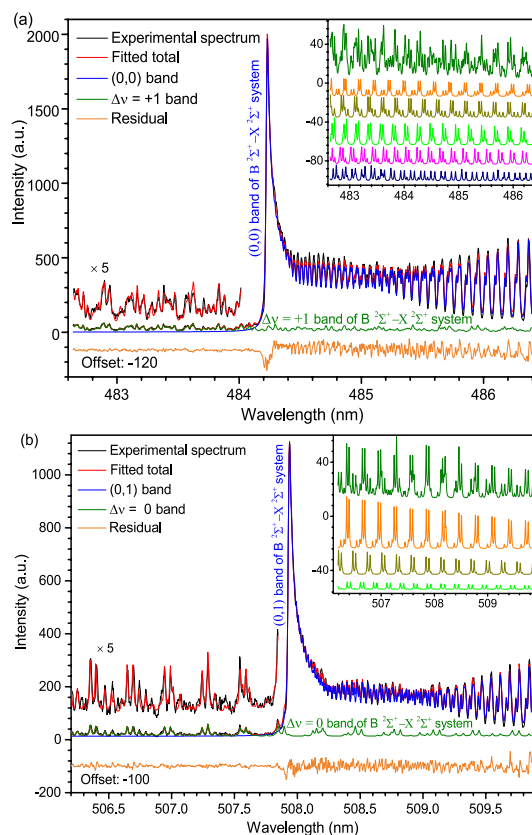 (a)
2000
1500
1000
500
0
Intensity (a.u.)
Experimental spectrum
Fitted total
(0,0) band
Δν = +1 band
Residual
(0,0) band of B ²Σ⁺−X ²Σ⁺ system
40
0
-80
483
484
485
486
× 5
Δν = +1 band of B ²Σ⁺−X ²Σ⁺ system
Offset: -120
483
484
485
486
Wavelength (nm)
(b)
1000
800
600
400
200
0
-200
Intensity (a.u.)
Experimental spectrum
Fitted total
(0,1) band
Δν = 0 band
Residual
(0,1) band of B ²Σ⁺−X ²Σ⁺ system
40
0
-40
507
508
509
× 5
Δν = 0 band of B ²Σ⁺−X ²Σ⁺ system
Offset: -100
506.5
507.0
507.5
508.0
508.5
509.0
509.5
Wavelength (nm)